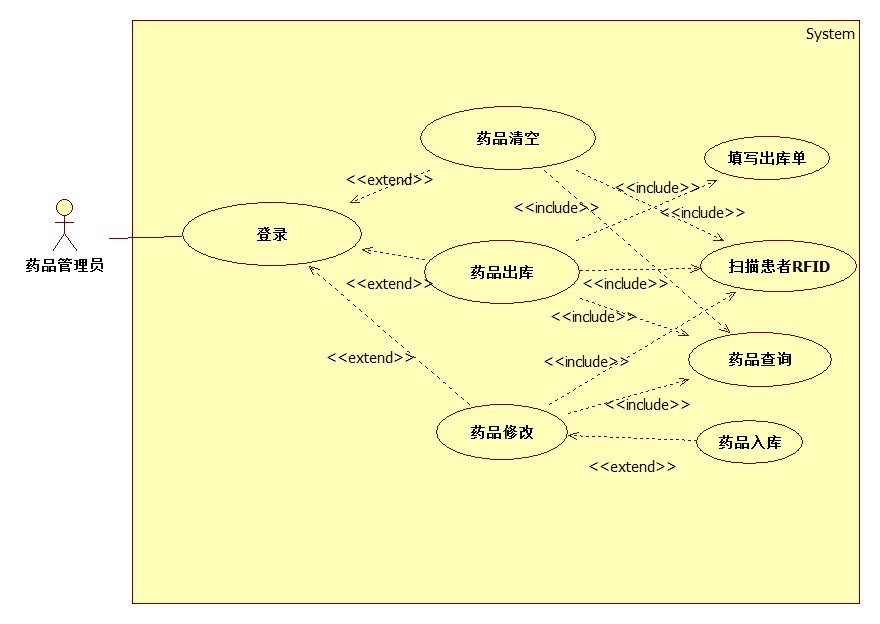 System
药品清空
填写出库单
<<extend>>
<<include>>
<<include>>
<<include>>
登录
药品管理员
药品出库
扫描患者RFID
<<extend>>
<<include>>
<<include>>
<<extend>>
<<include>>
药品查询
<<include>>
药品修改
药品入库
<<extend>>